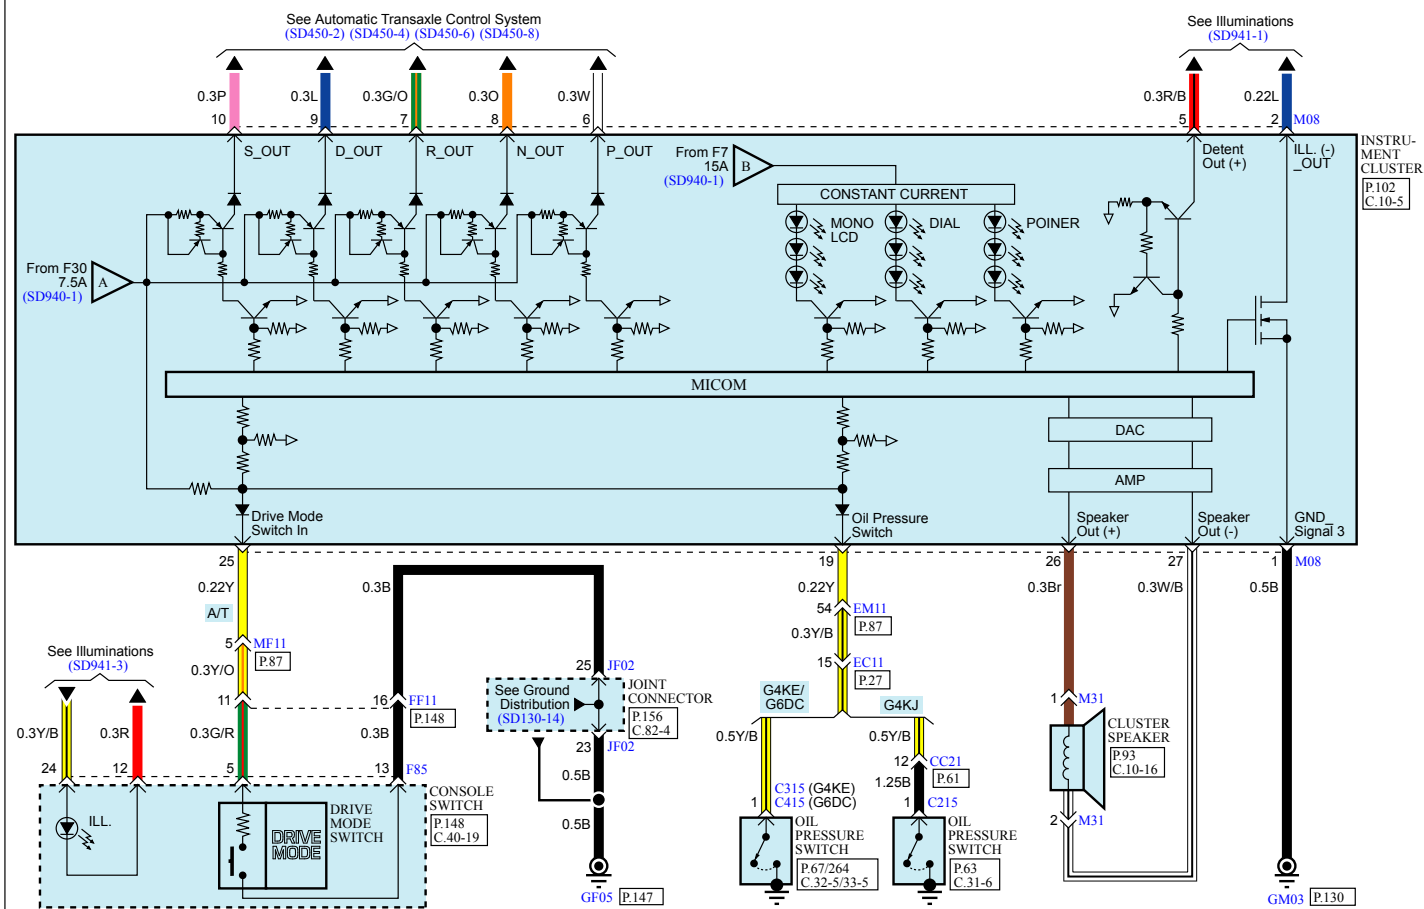 See Automatic Transaxle Control System
(SD450-2) (SD450-4) (SD450-6) (SD450-8)
See Illuminations
(SD941-1)
0.3P
0.3L
0.3G/O
0.3O
0.3W
0.3R/B
0.22L
10
9
7
8
6
5
2
M08
S_OUT
D_OUT
R_OUT
N_OUT
P_OUT
From F7
15A
(SD940-1)
B
Detent
Out (+)
ILL. (-)
_OUT
INSTRU-
MENT
CLUSTER
P.102
C.10-5
CONSTANT CURRENT
MONO
LCD
DIAL
POINER
From F30
7.5A
(SD940-1)
A
MICOM
DAC
AMP
Drive Mode
Switch In
Oil Pressure
Switch
Speaker
Out (+)
Speaker
Out (-)
GND_
Signal 3
25
19
26
27
1
M08
0.22Y
0.3B
0.22Y
0.3Br
0.3W/B
0.5B
A/T
54
EM11
P.87
5
MF11
P.87
0.3Y/B
See Illuminations
(SD941-3)
0.3Y/O
25
JF02
15
EC11
P.27
11
16
FF11
P.148
See Ground
Distribution
(SD130-14)
JOINT
CONNECTOR
P.156
C.82-4
G4KE/
G6DC
G4KJ
1
M31
0.3Y/B
0.3R
0.3G/R
0.3B
23
JF02
0.5Y/B
0.5Y/B
CLUSTER
SPEAKER
P.93
C.10-16
24
12
5
13
F85
0.5B
12
CC21
P.61
1.25B
CONSOLE
SWITCH
P.148
C.40-19
C315 (G4KE)
1
C415 (G6DC)
1
C215
ILL.
DRIVE
MODE
DRIVE
MODE
SWITCH
0.5B
OIL
PRESSURE
SWITCH
P.67/264
C.32-5/33-5
OIL
PRESSURE
SWITCH
P.63
C.31-6
2
M31
GF05
P.147
GM03
P.130